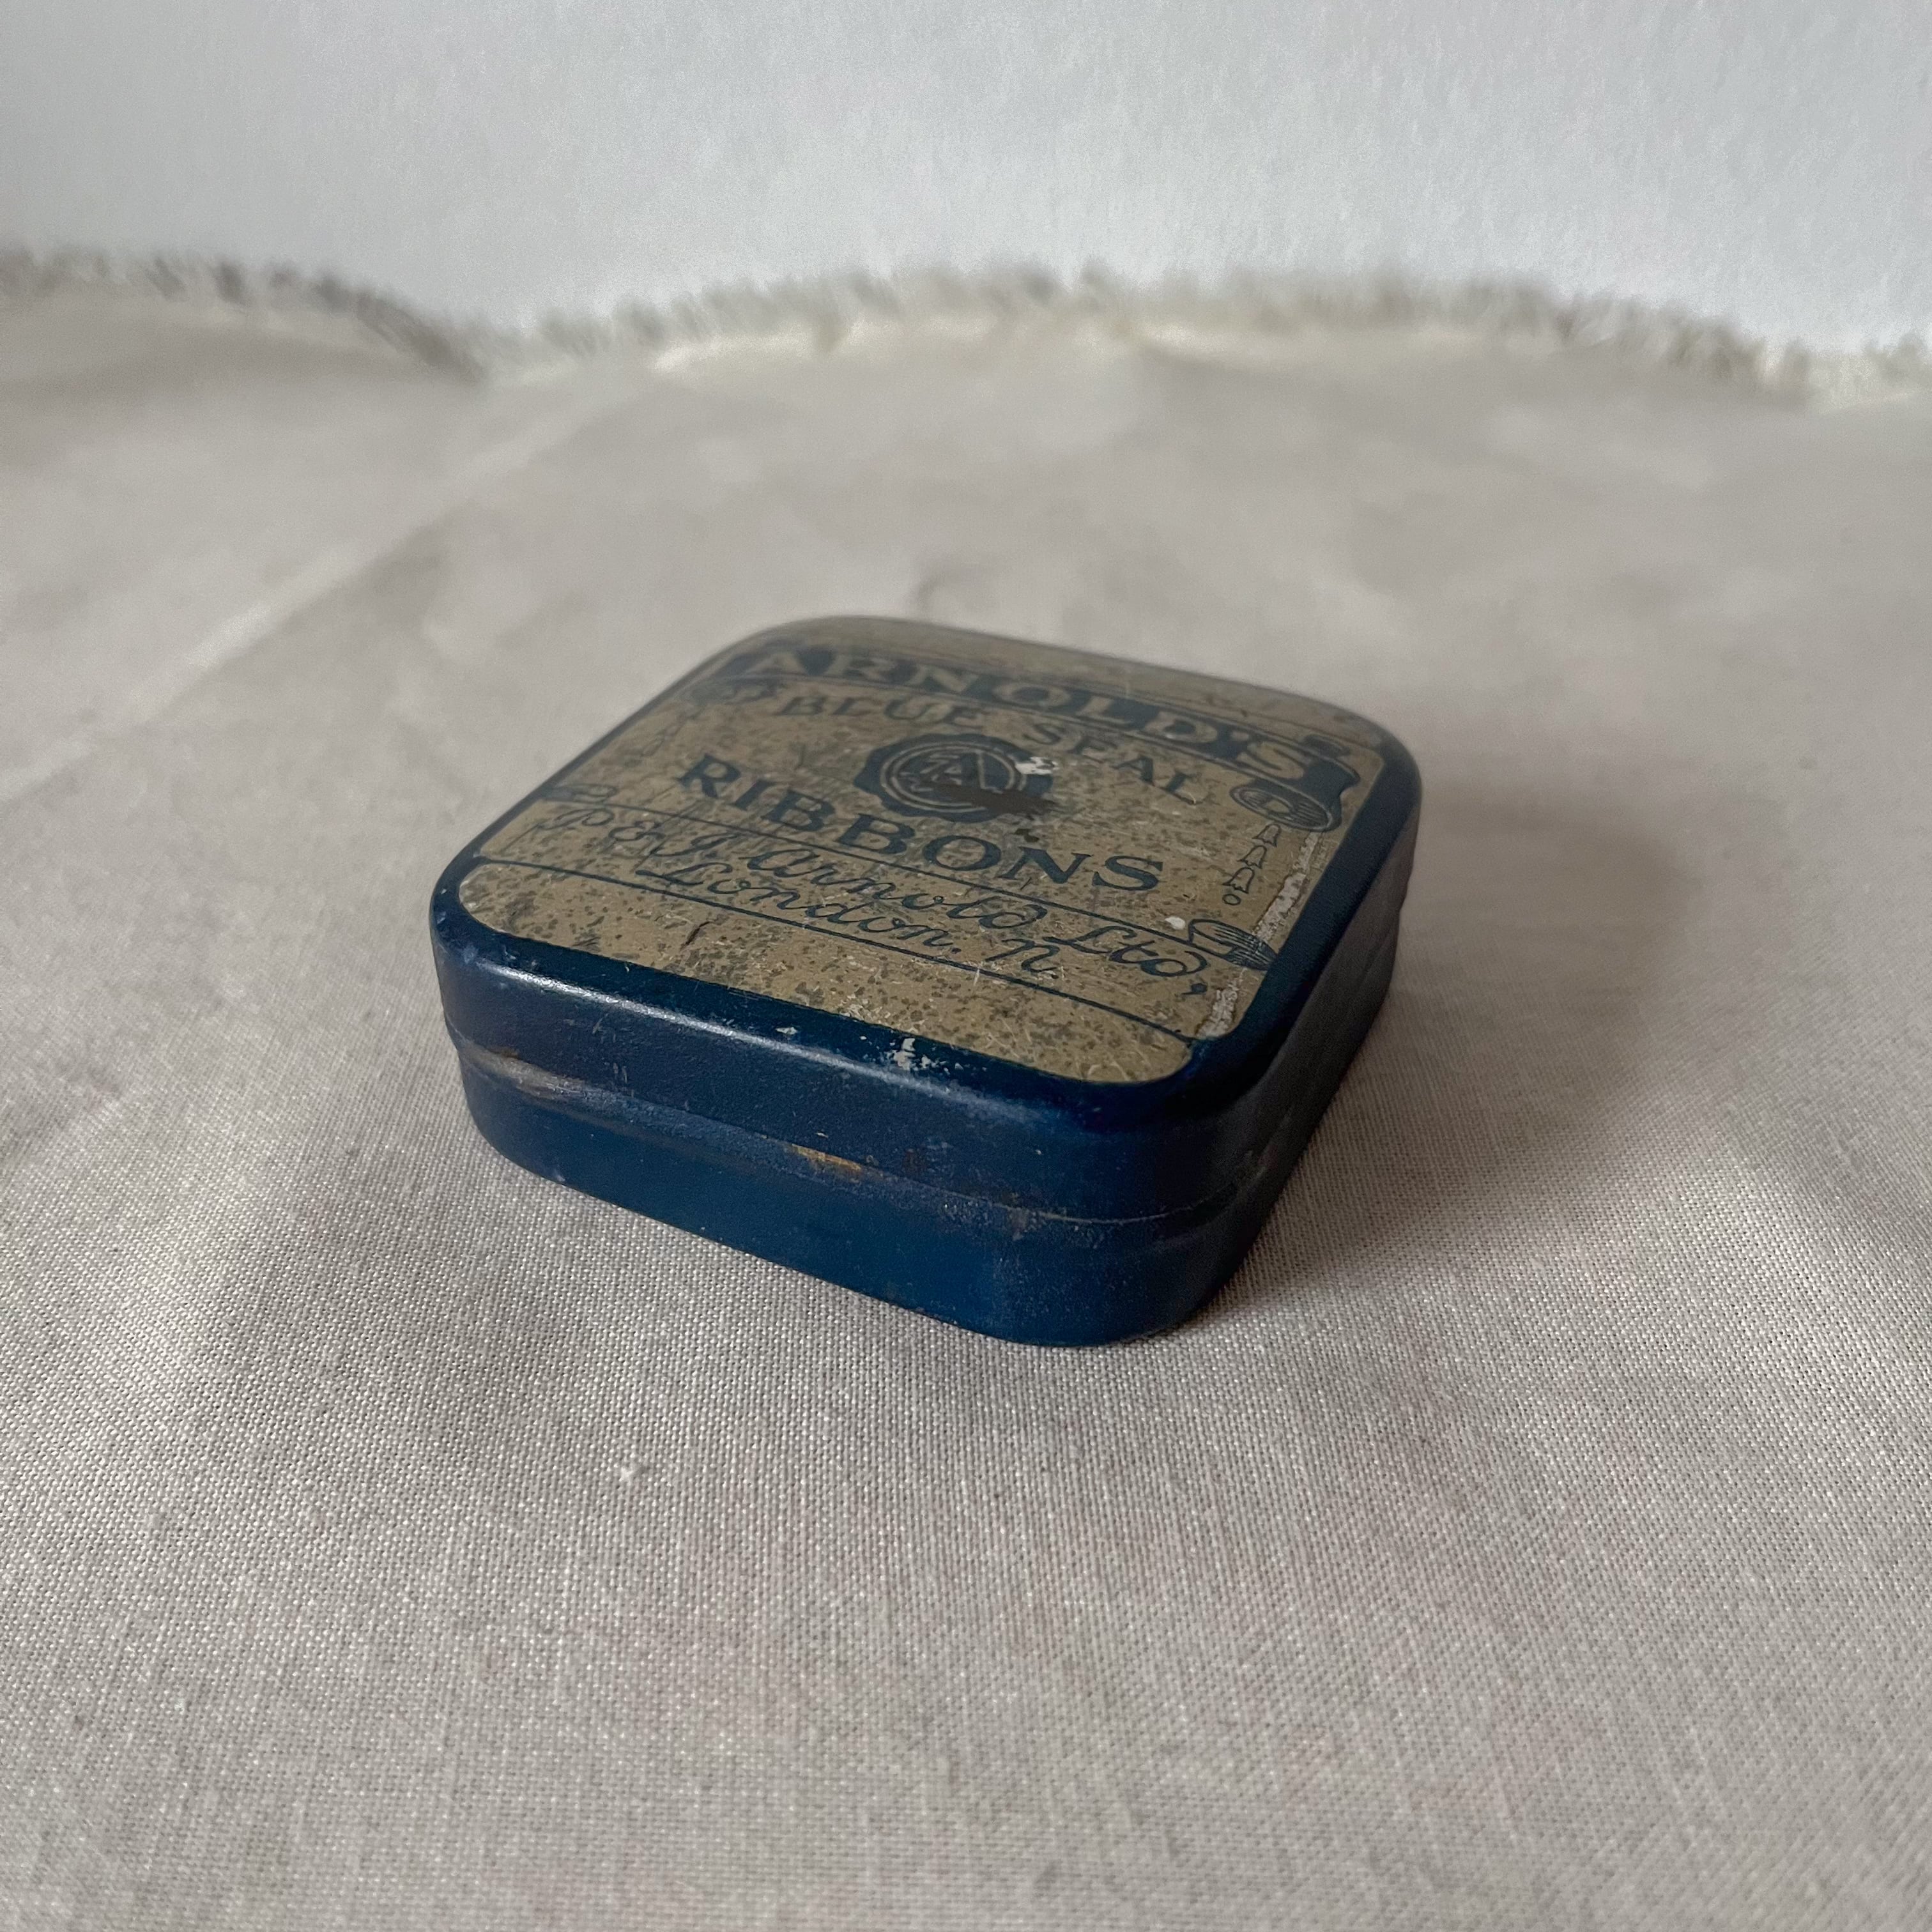 ARNOLD'S
BLUE SEAL
A
RIBBONS
P & J Arnold Ltd,
London. N.